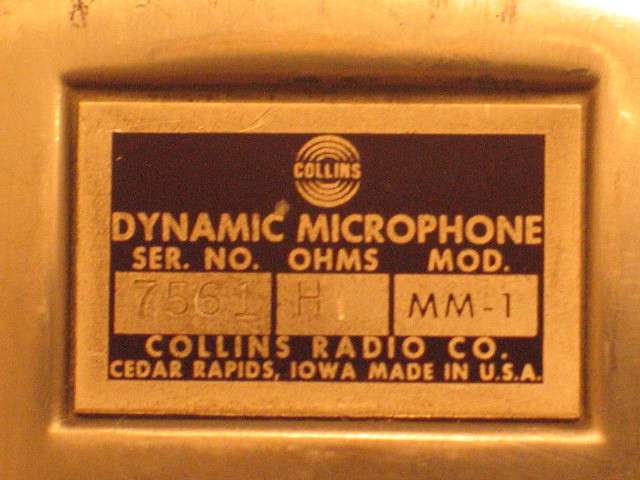 COLLINS
DYNAMIC MICROPHONE
SER. NO. OHMS MOD.
7561 H MM-1
COLLINS RADIO CO.
CEDAR RAPIDS, IOWA MADE IN U.S.A.